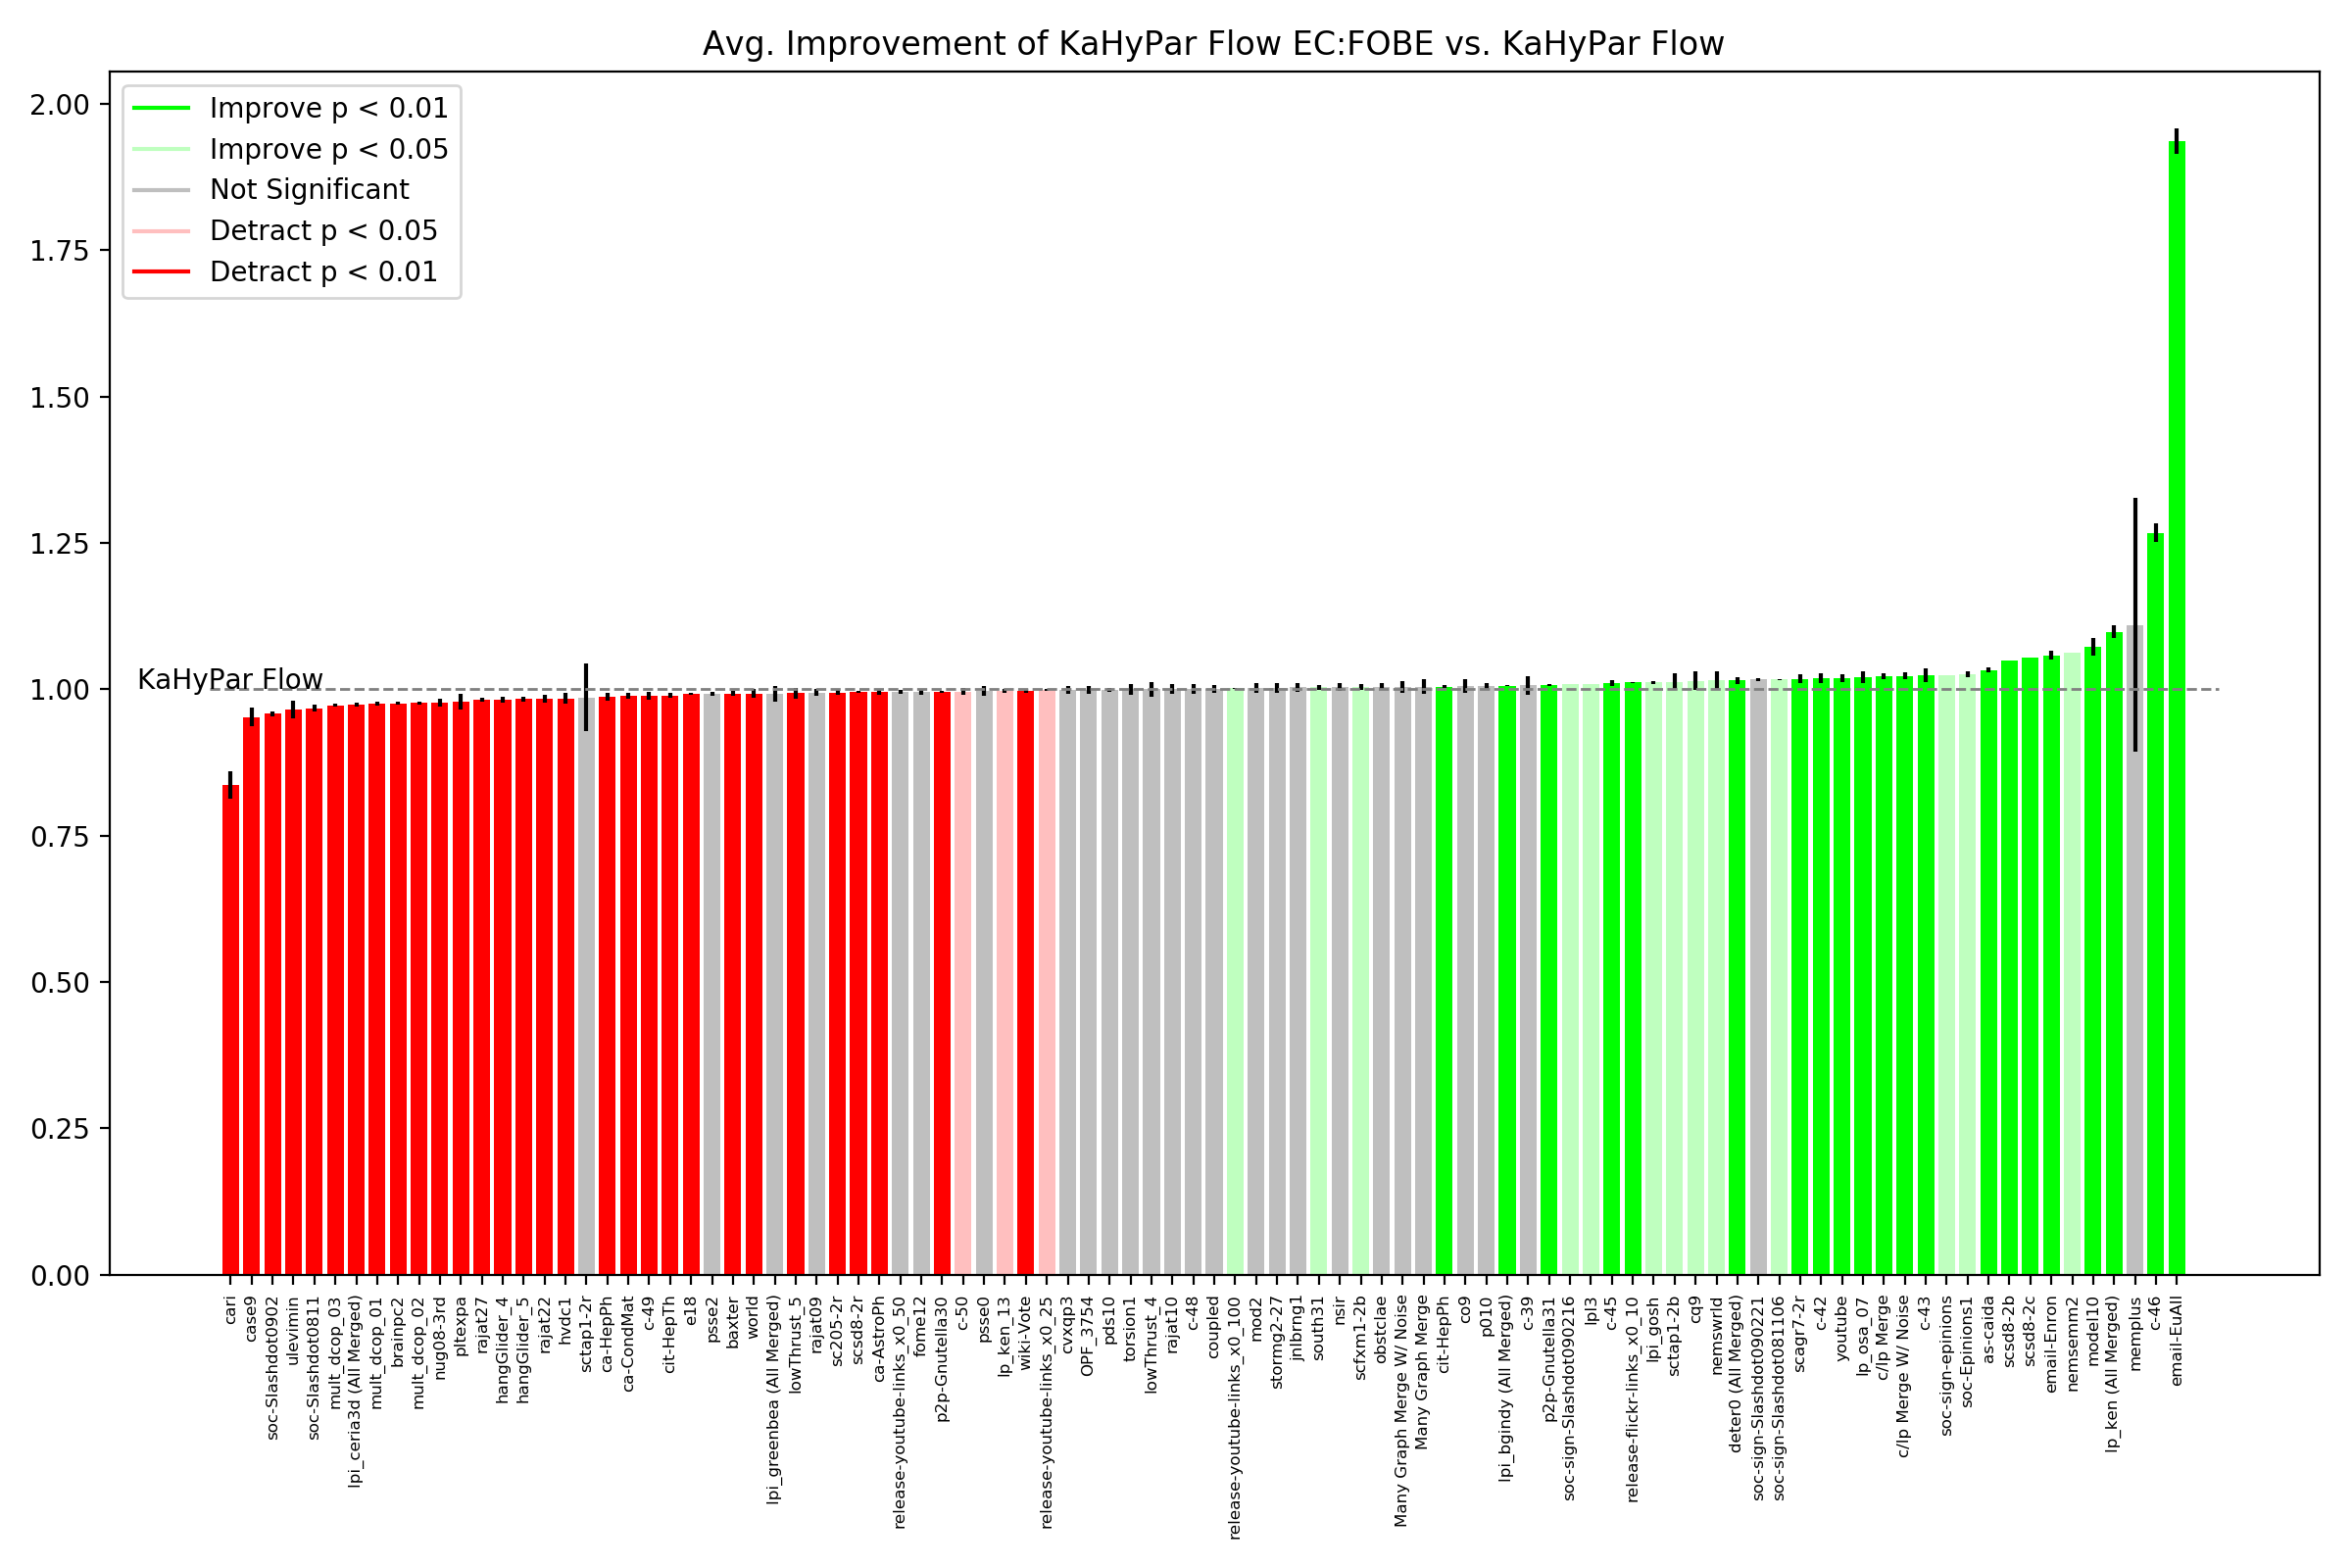 Avg. Improvement of KaHyPar Flow EC:FOBE vs. KaHyPar Flow
Improve p < 0.01
Improve p < 0.05
Not Significant
Detract p < 0.05
Detract p < 0.01
2.00
1.75
1.50
1.25
1.00
0.75
0.50
0.25
0.00
KaHyPar Flow
cari
case9
soc-Slashdot0902
ulevimin
soc-Slashdot0811
mult_dcop_03
lpi_ceria3d (All Merged)
mult_dcop_01
brainpc2
mult_dcop_02
nug08-3rd
pltexpa
rajat27
hangGlider_4
hangGlider_5
rajat22
hvdc1
sctap1-2r
ca-HepPh
ca-CondMat
c-49
cit-HepTh
e18
psse2
baxter
world
lpi_greenbea (All Merged)
lowThrust_5
rajat09
sc205-2r
scsd8-2r
ca-AstroPh
release-youtube-links_x0_50
fome12
p2p-Gnutella30
c-50
psse0
lp_ken_13
wiki-Vote
release-youtube-links_x0_25
cvxqp3
OPF_3754
pds10
torsion1
lowThrust_4
rajat10
c-48
coupled
release-youtube-links_x0_100
mod2
stormg2-27
jnlbrng1
south31
nsir
scfxm1-2b
obstclae
Many Graph Merge W/ Noise
Many Graph Merge
cit-HepPh
co9
p010
lpi_bgindy (All Merged)
c-39
p2p-Gnutella31
soc-sign-Slashdot090216
lpl3
c-45
release-flickr-links_x0_10
lpi_gosh
sctap1-2b
cq9
nemswrld
deter0 (All Merged)
soc-sign-Slashdot090221
soc-sign-Slashdot081106
scagr7-2r
c-42
youtube
lp_osa_07
c/lp Merge
c/lp Merge W/ Noise
c-43
soc-sign-epinions
soc-Epinions1
as-caida
scsd8-2b
scsd8-2c
email-Enron
nemsemm2
model10
lp_ken (All Merged)
memplus
c-46
email-EuAll